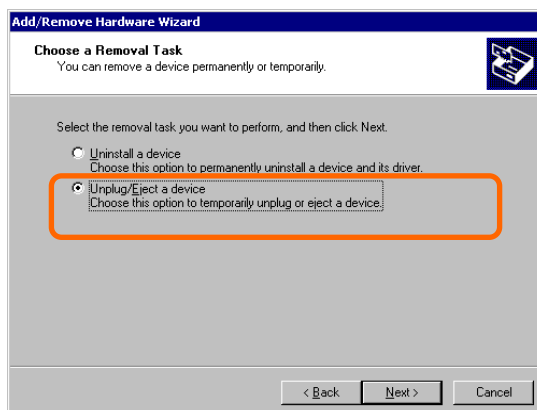 Add/Remove Hardware Wizard
Choose a Removal Task
You can remove a device permanently or temporarily.
Select the removal task you want to perform, and then click Next.
Uninstall a device
Choose this option to permanently uninstall a device and its driver.
Unplug/Eject a device
Choose this option to temporarily unplug or eject a device.
< Back Next > Cancel